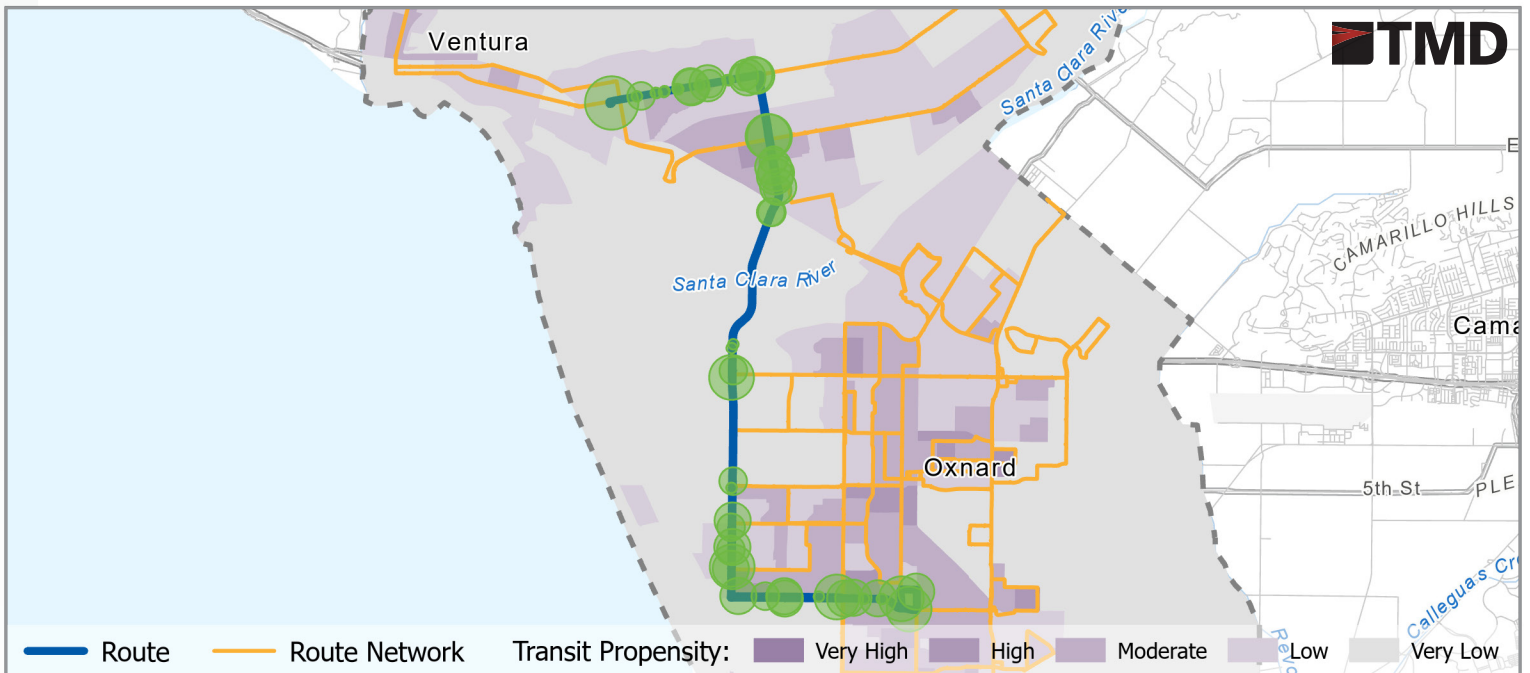 Ventura
TMD
Santa Clara River
CAMARILLO HILLS
Santa Clara River
Cama
Oxnard
5th St
PLE
Calleguas Cr
Revo
Route
Route Network
Transit Propensity:
Very High
High
Moderate
Low
Very Low
E